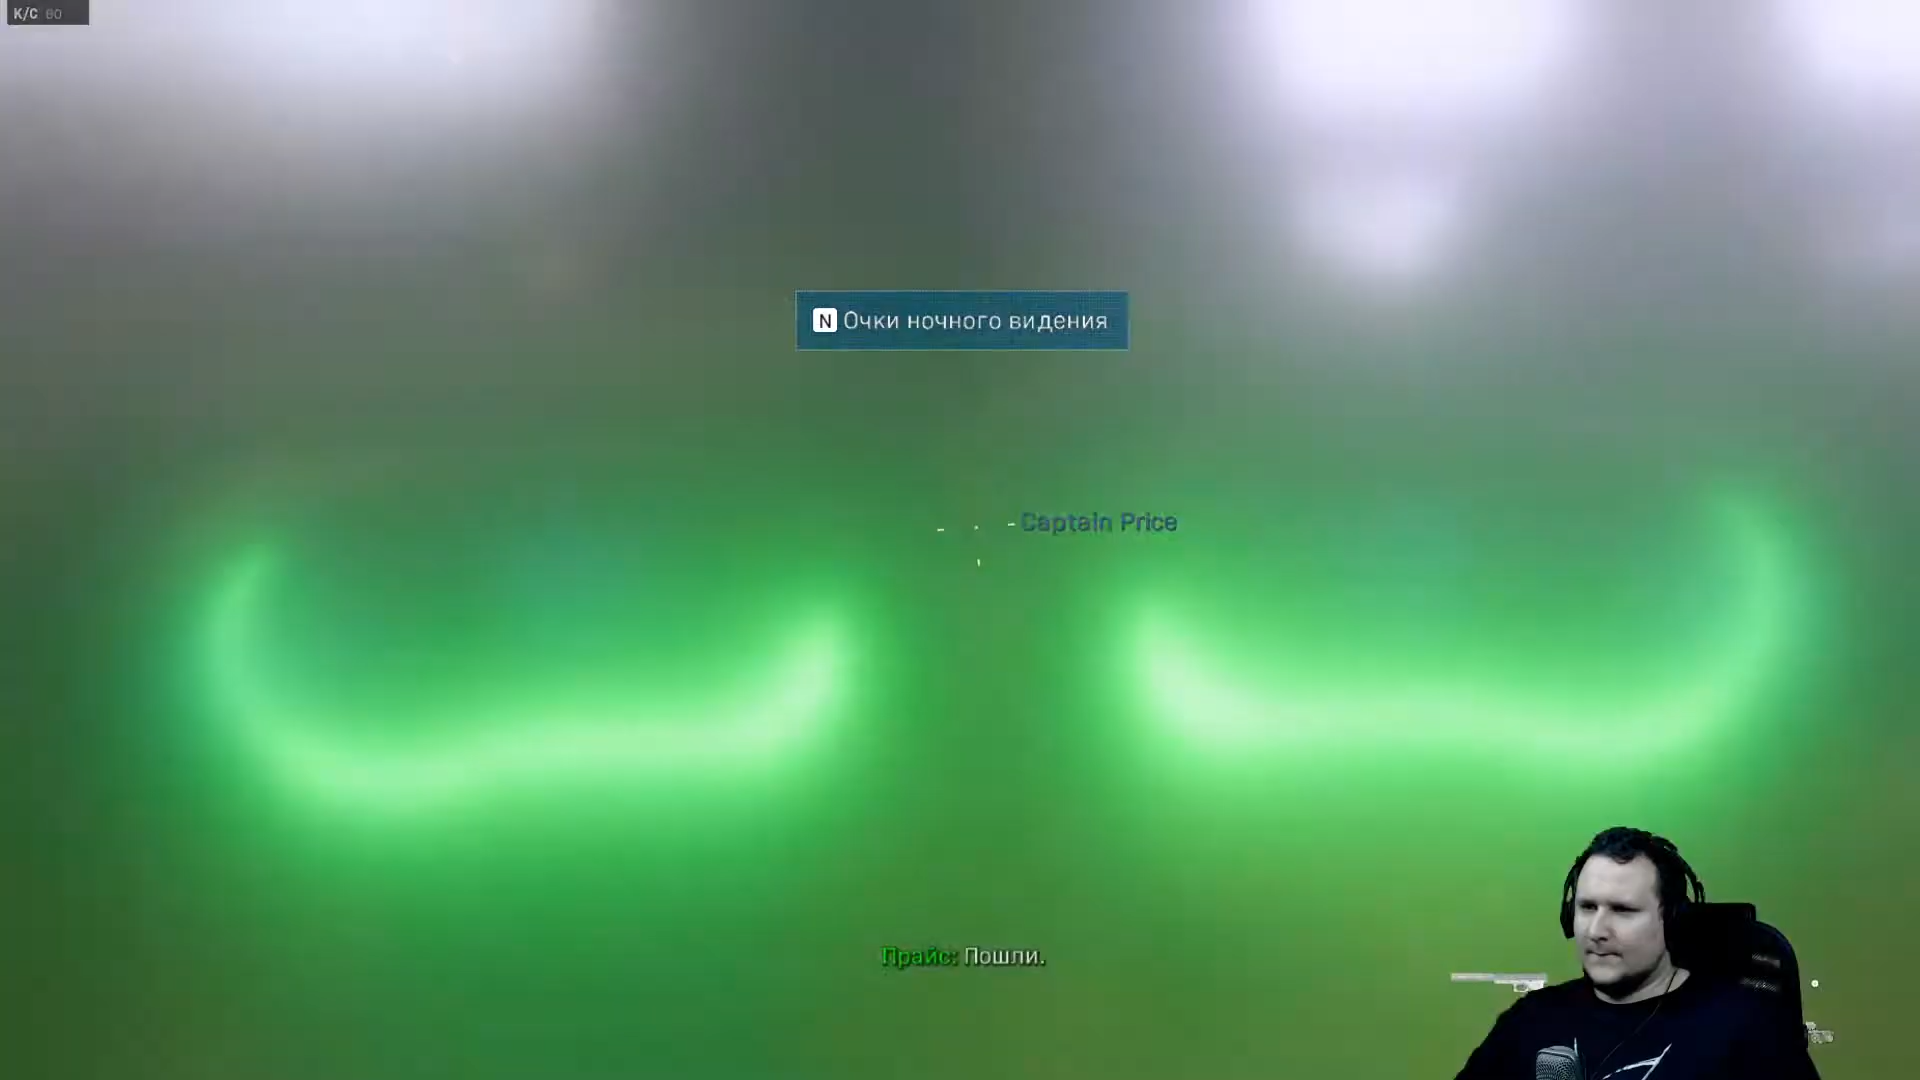 K/C 60
N Очки ночного видения
Captain Price
Прайс: Пошли.